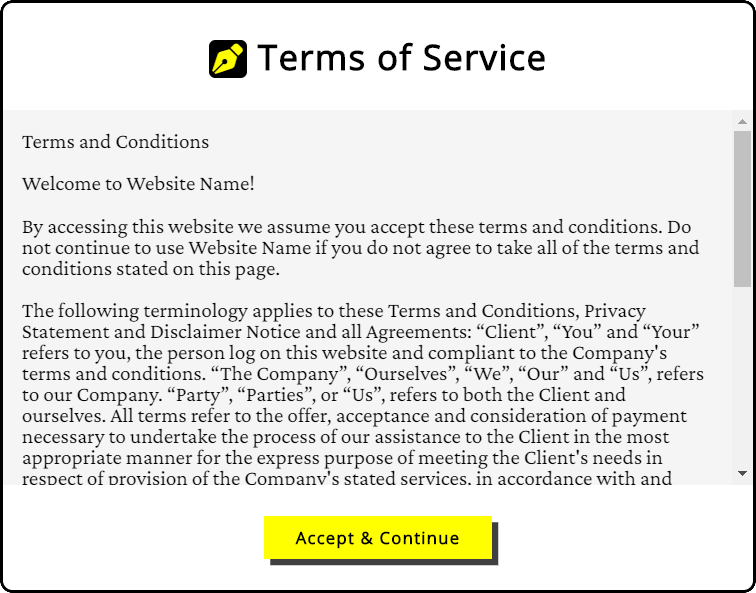 Terms of Service
Terms and Conditions
Welcome to Website Name!
By accessing this website we assume you accept these terms and conditions. Do
not continue to use Website Name if you do not agree to take all of the terms and
conditions stated on this page.
The following terminology applies to these Terms and Conditions, Privacy
Statement and Disclaimer Notice and all Agreements: “Client”, “You” and “Your”
refers to you, the person log on this website and compliant to the Company's
terms and conditions. “The Company”, “Ourselves”, “We”, “Our” and “Us”, refers
to our Company. “Party”, “Parties”, or “Us”, refers to both the Client and
ourselves. All terms refer to the offer, acceptance and consideration of payment
necessary to undertake the process of our assistance to the Client in the most
appropriate manner for the express purpose of meeting the Client's needs in
respect of provision of the Company's stated services, in accordance with and
Accept & Continue